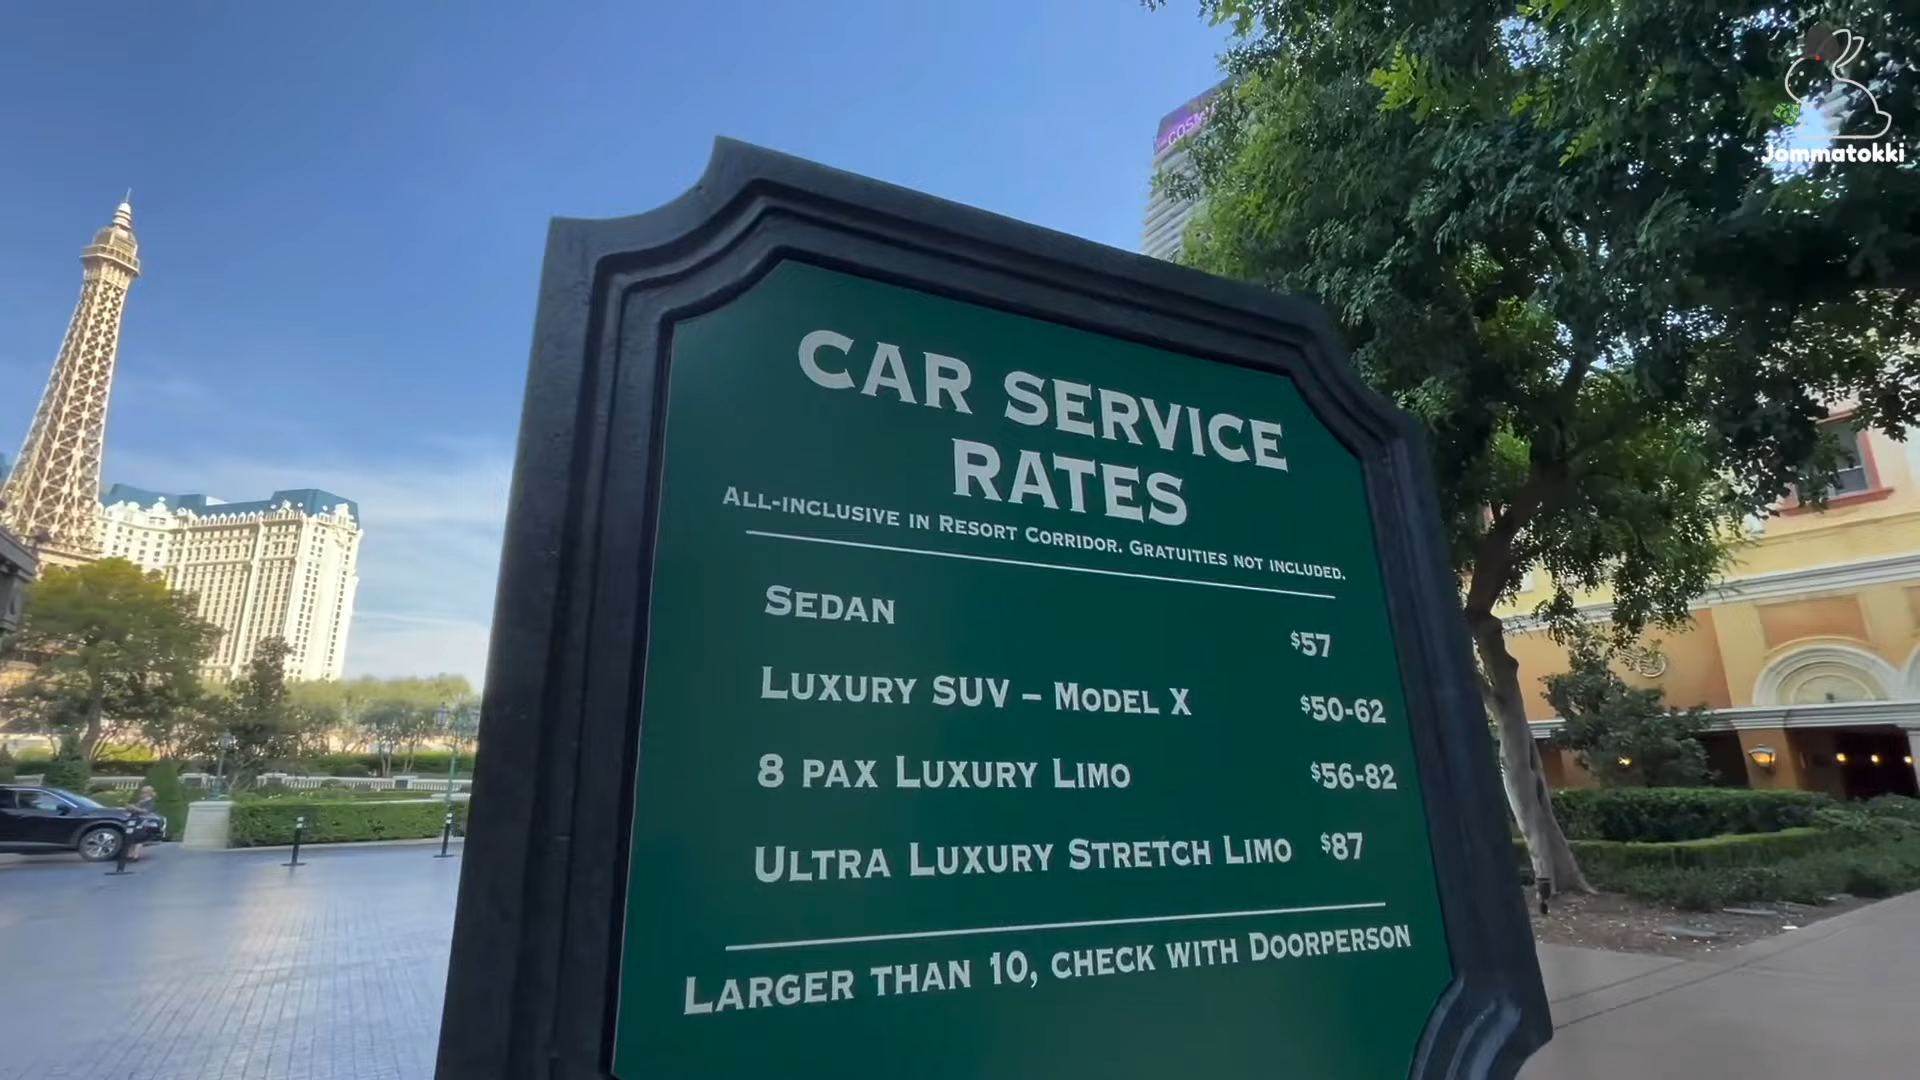 COSM
Jommatokki
CAR SERVICE
RATES
ALL-INCLUSIVE IN RESORT CORRIDOR. GRATUITIES NOT INCLUDED.
SEDAN $57
LUXURY SUV – MODEL X $50-62
8 PAX LUXURY LIMO $56-82
ULTRA LUXURY STRETCH LIMO $87
LARGER THAN 10, CHECK WITH DOORPERSON